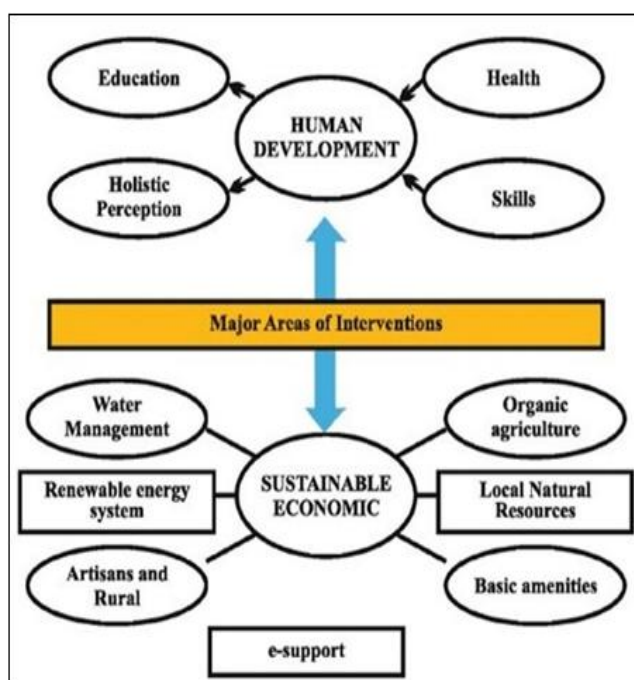 Education
Health
HUMAN
DEVELOPMENT
Holistic
Perception
Skills
Major Areas of Interventions
Water
Management
Organic
agriculture
Renewable energy
system
SUSTAINABLE
ECONOMIC
Local Natural
Resources
Artisans and
Rural
Basic amenities
e-support